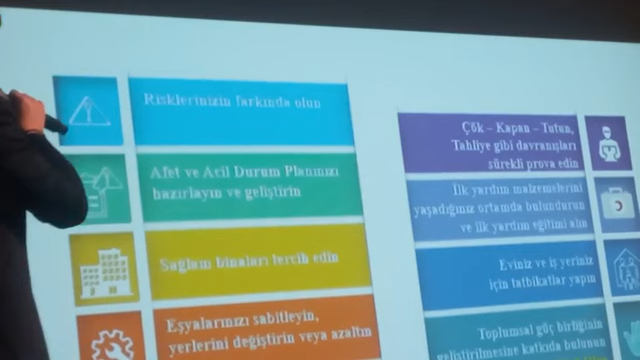 Risklerinizin farkında olun
Afet ve Acil Durum Planınızı
hazırlayın ve geliştirin
Sağlam binaları tercih edin
Eşyalarınızı sabitleyin,
yerlerini değiştirin veya azaltın
Çök – Kapan – Tutun,
Tahliye gibi davranışları
sürekli prova edin
İlk yardım malzemelerini
yaşadığınız ortamda bulundurun
ve ilk yardım eğitimi alın
Eviniz ve iş yeriniz
için tatbikatlar yapın
Toplumsal güç birliğinin
geliştirilmesine katkıda bulunun